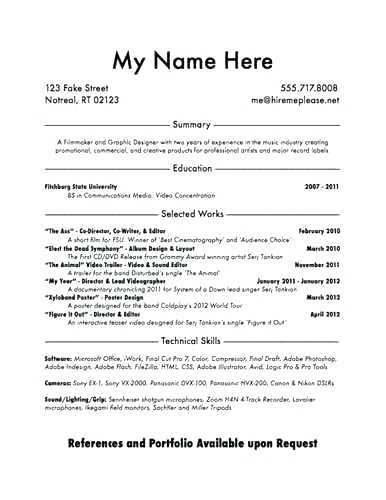 My Name Here
123 Fake Street 555.717.8008
Notreal, RT 02123 me@hiremeplease.net
Summary
A Filmmaker and Graphic Designer with two years of experience in the music industry creating
promotional, commercial, and creative products for professional artists and major record labels
Education
Fitchburg State University 2007 - 2011
BS in Communications Media: Video Concentration
Selected Works
"The Ass" - Co-Director, Co-Writer, & Editor February 2010
A short film for FSU. Winner of 'Best Cinematography' and 'Audience Choice'
"Elect the Dead Symphony" - Album Design & Layout March 2010
The First CD/DVD Release from Grammy Award winning artist Serj Tankian
"The Animal" Video Trailer - Video & Sound Editor November 2011
A trailer for the band Disturbed's single 'The Animal'
"My Year" - Director & Lead Videographer January 2011 - January 2012
A documentary chronicling 2011 for System of a Down lead singer Serj Tankian
"Xyloband Poster" - Poster Design March 2012
A poster designed for the band Coldplay's 2012 World Tour
"Figure it Out" - Director & Editor April 2012
An interactive teaser video designed for Serj Tankian's single 'Figure it Out'
Technical Skills
Software: Microsoft Office, iWork, Final Cut Pro 7, Color, Compressor, Final Draft, Adobe Photoshop,
Adobe Indesign, Adobe Flash, FileZilla, HTML, CSS, Adobe Illustrator, Avid, Logic Pro & Pro Tools
Cameras: Sony EX-1, Sony VX-2000, Panasonic DVX-100, Panasonic HVX-200, Canon & Nikon DSLRs
Sound/Lighting/Grip: Sennheiser shotgun microphones, Zoom H4N 4-Track Recorder, Lavalier
microphones, Ikegami field monitors, Sachtler and Miller Tripods
References and Portfolio Available upon Request